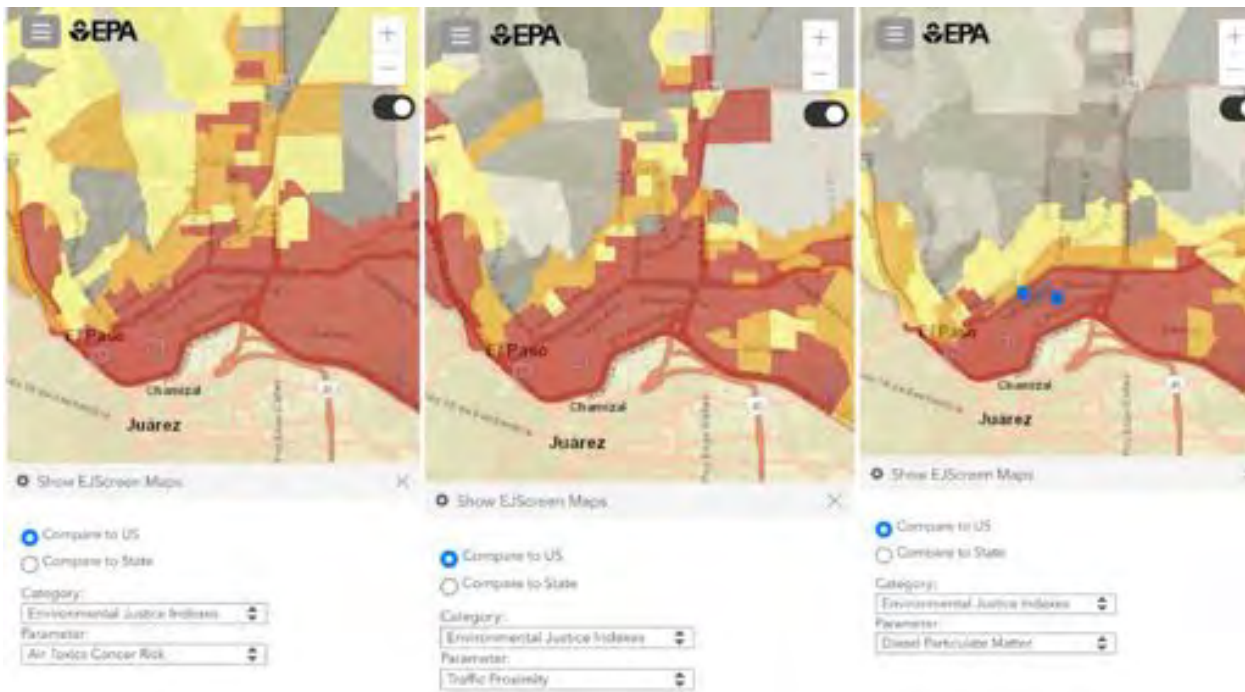 EPA
El Paso
Chamizal
Juárez
Show EJScreen Maps
Compare to US
Compare to State
Category:
Environmental Justice Indexes
Parameter:
Air Toxics Cancer Risk
EPA
El Paso
Chamizal
Juárez
Show EJScreen Maps
Compare to US
Compare to State
Category:
Environmental Justice Indexes
Parameter:
Traffic Proximity
EPA
El Paso
Chamizal
Juárez
Show EJScreen Maps
Compare to US
Compare to State
Category:
Environmental Justice Indexes
Parameter:
Diesel Particulate Matter